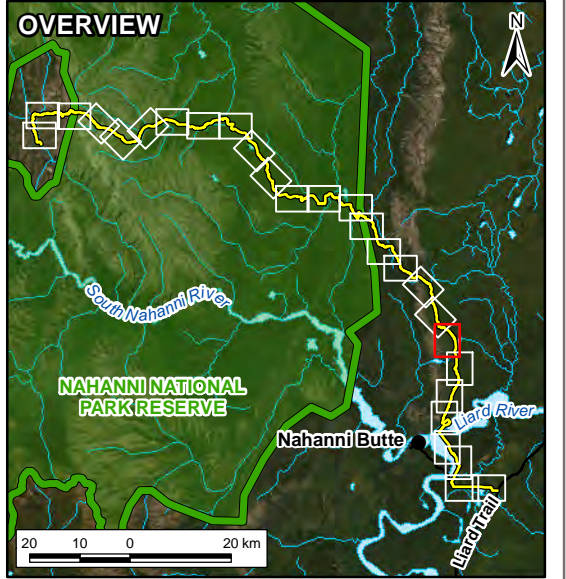 OVERVIEW
N
South Nahanni River
NAHANNI NATIONAL
PARK RESERVE
Liard River
Nahanni Butte
Liard Trail
20 10 0 20 km